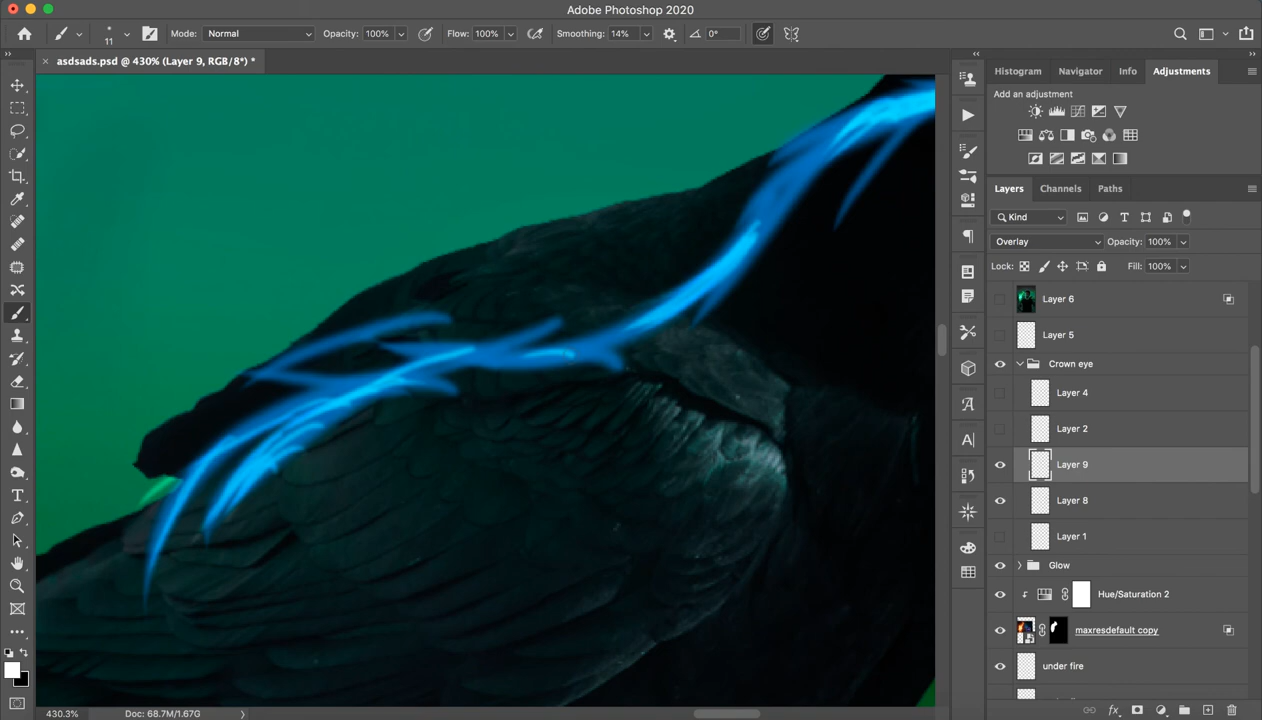 Adobe Photoshop 2020
11
Mode: Normal Opacity: 100% Flow: 100% Smoothing: 14% 0°
asdsads.psd @ 430% (Layer 9, RGB/8*) *
Histogram Navigator Info Adjustments
Add an adjustment
Layers Channels Paths
Kind
Overlay Opacity: 100%
Lock: Fill: 100%
Layer 6
Layer 5
Crown eye
Layer 4
Layer 2
Layer 9
Layer 8
Layer 1
Glow
Hue/Saturation 2
maxresdefault copy
under fire
430.3% Doc: 68.7M/1.67G